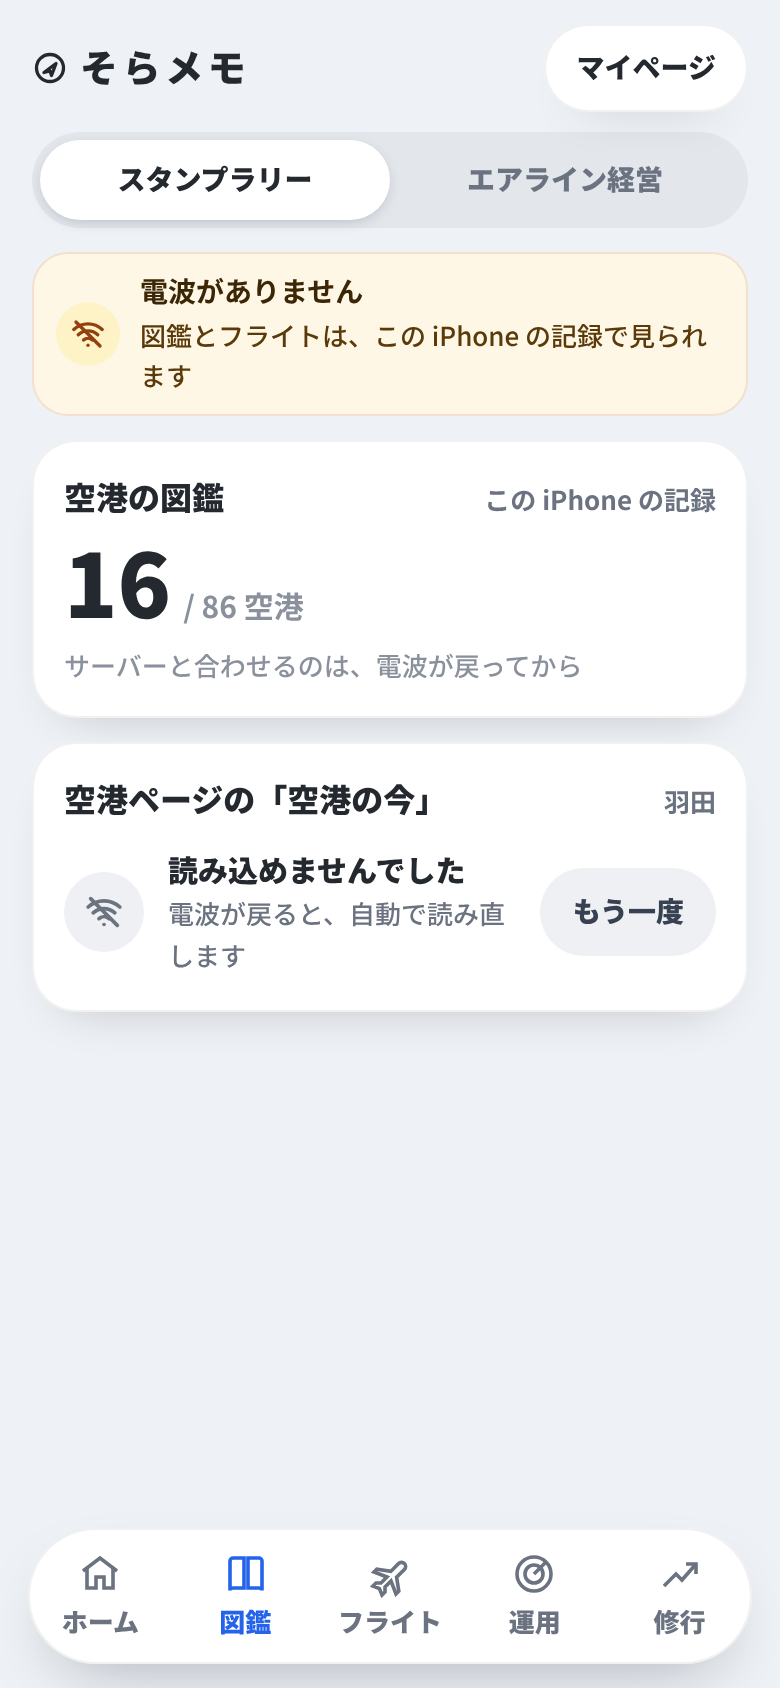 そらメモ
マイページ
スタンプラリー
エアライン経営
電波がありません
図鑑とフライトは、この iPhone の記録で見られ
ます
空港の図鑑
この iPhone の記録
16 / 86 空港
サーバーと合わせるのは、電波が戻ってから
空港ページの「空港の今」
羽田
読み込めませんでした
電波が戻ると、自動で読み直
します
もう一度
ホーム
図鑑
フライト
運用
修行